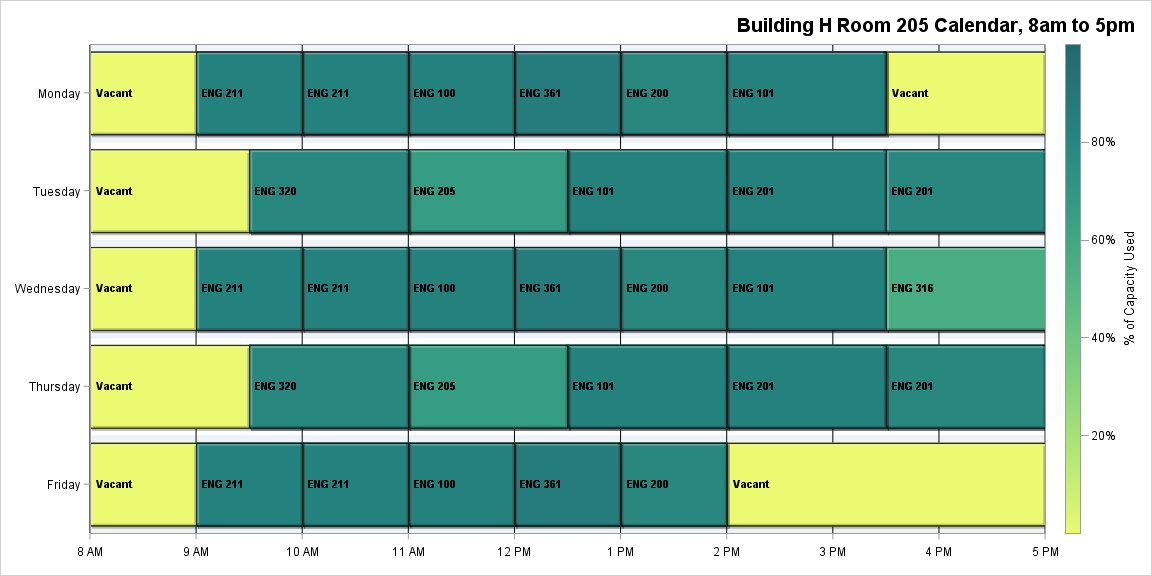 Building H Room 205 Calendar, 8am to 5pm
Monday
Vacant
ENG 211
ENG 211
ENG 100
ENG 361
ENG 200
ENG 101
Vacant
Tuesday
Vacant
ENG 320
ENG 205
ENG 101
ENG 201
ENG 201
Wednesday
Vacant
ENG 211
ENG 211
ENG 100
ENG 361
ENG 200
ENG 101
ENG 316
Thursday
Vacant
ENG 320
ENG 205
ENG 101
ENG 201
ENG 201
Friday
Vacant
ENG 211
ENG 211
ENG 100
ENG 361
ENG 200
Vacant
8 AM
9 AM
10 AM
11 AM
12 PM
1 PM
2 PM
3 PM
4 PM
5 PM
80%
60%
40%
20%
% of Capacity Used